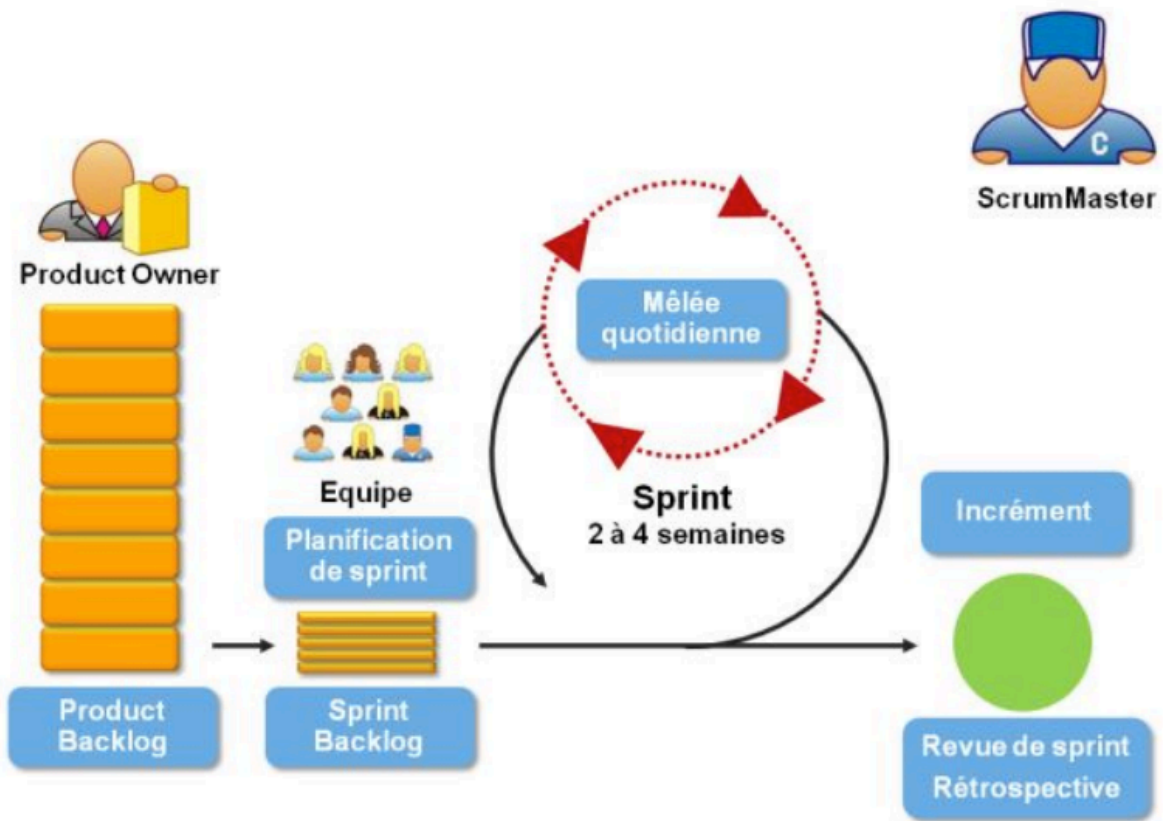 C
ScrumMaster
Product Owner
Mêlée
quotidienne
Equipe
Sprint
2 à 4 semaines
Planification
de sprint
Incrément
Product
Backlog
Sprint
Backlog
Revue de sprint
Rétrospective